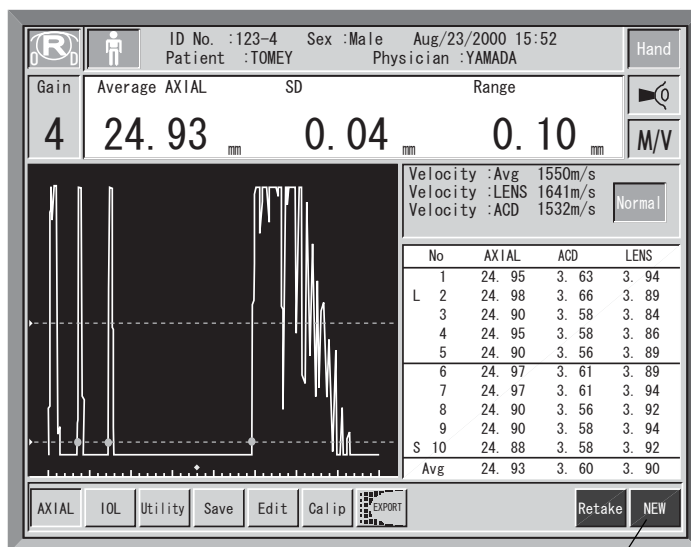 R
O D
ID No. :123-4 Sex :Male Aug/23/2000 15:52
Patient :TOMEY Physician :YAMADA
Hand
Gain
4
Average AXIAL SD Range
24. 93 mm 0. 04 mm 0. 10 mm
M/V
Velocity :Avg 1550m/s
Velocity :LENS 1641m/s
Velocity :ACD 1532m/s
Normal
No AXIAL ACD LENS
1 24. 95 3. 63 3. 94
L 2 24. 98 3. 66 3. 89
3 24. 90 3. 58 3. 84
4 24. 95 3. 58 3. 86
5 24. 90 3. 56 3. 89
6 24. 97 3. 61 3. 89
7 24. 97 3. 61 3. 94
8 24. 90 3. 56 3. 92
9 24. 90 3. 58 3. 94
S 10 24. 88 3. 58 3. 92
Avg 24. 93 3. 60 3. 90
AXIAL IOL Utility Save Edit Calip EXPORT Retake NEW